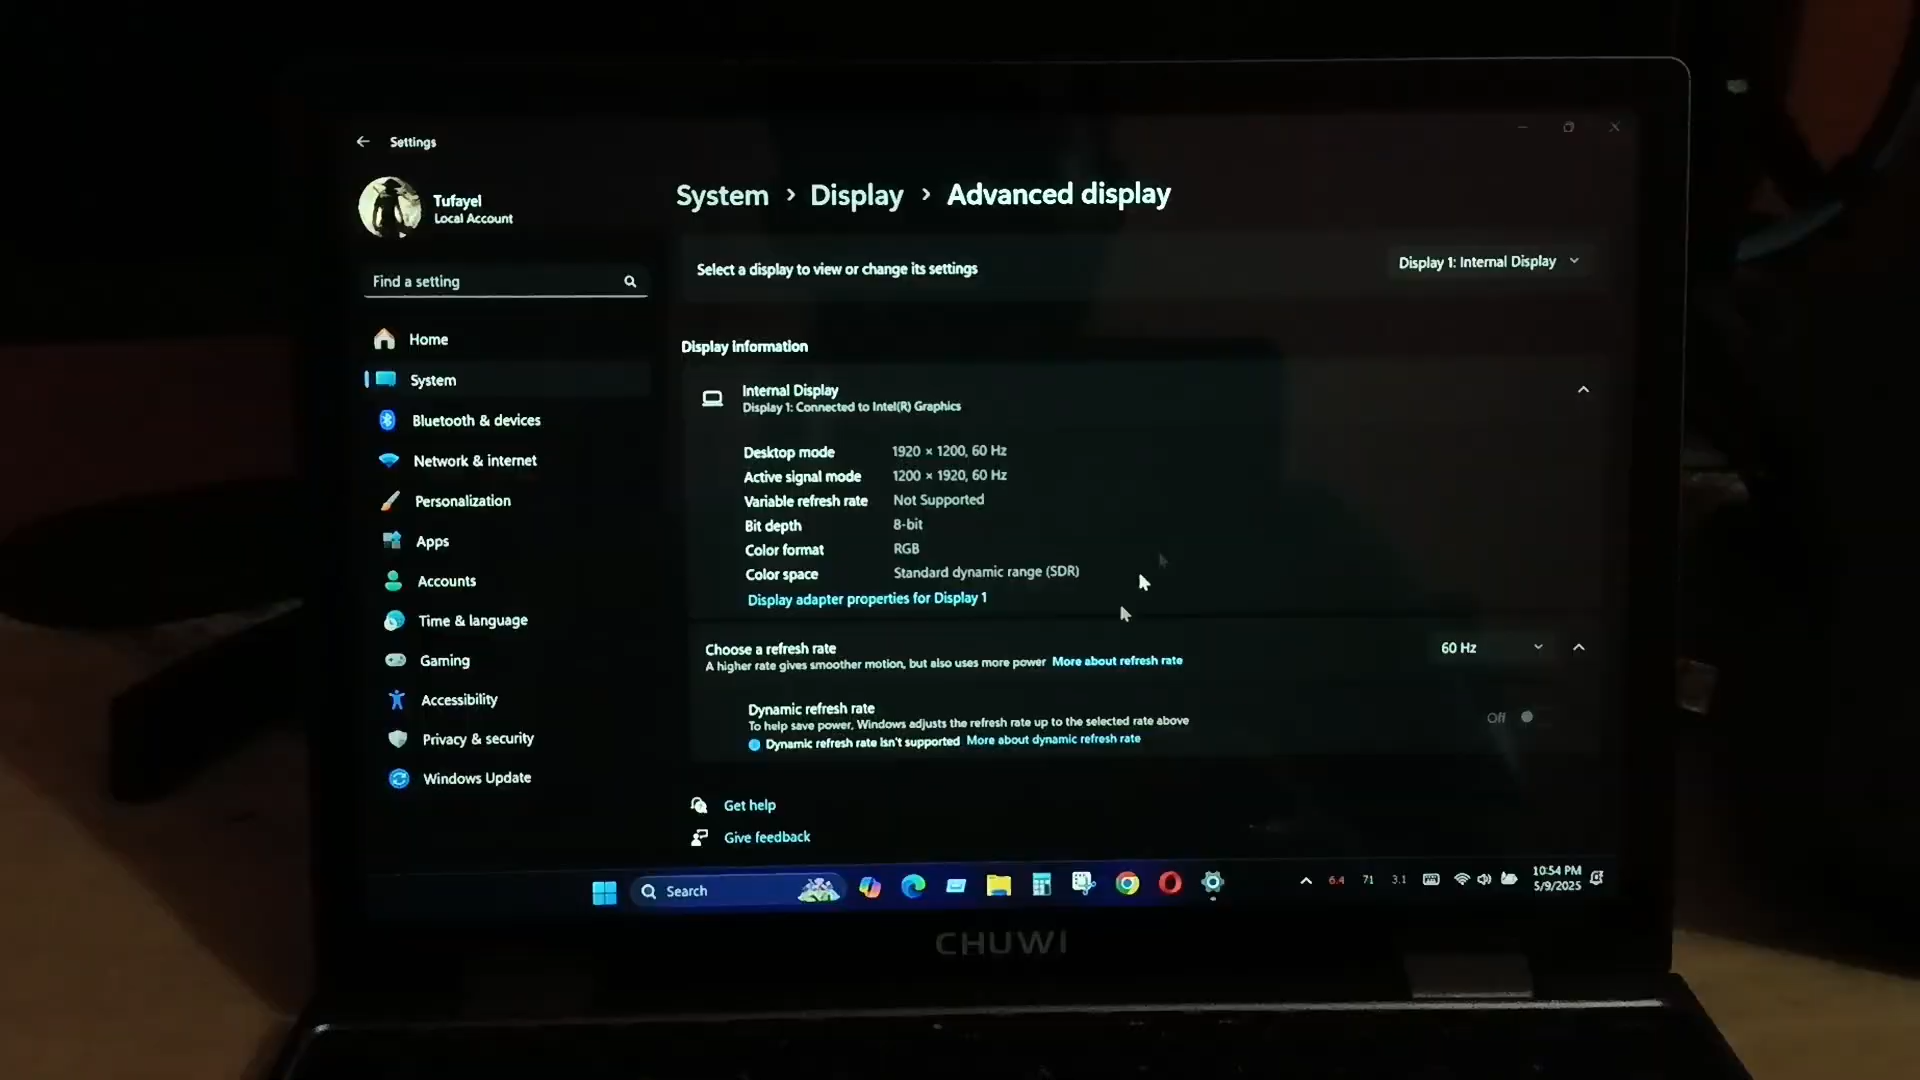 Settings
Tufayel
Local Account
Find a setting
Home
System
Bluetooth & devices
Network & internet
Personalization
Apps
Accounts
Time & language
Gaming
Accessibility
Privacy & security
Windows Update
System > Display > Advanced display
Select a display to view or change its settings
Display 1: Internal Display
Display information
Internal Display
Display 1: Connected to Intel(R) Graphics
Desktop mode 1920 × 1200, 60 Hz
Active signal mode 1200 × 1920, 60 Hz
Variable refresh rate Not Supported
Bit depth 8-bit
Color format RGB
Color space Standard dynamic range (SDR)
Display adapter properties for Display 1
Choose a refresh rate
A higher rate gives smoother motion, but also uses more power More about refresh rate
60 Hz
Dynamic refresh rate
To help save power, Windows adjusts the refresh rate up to the selected rate above
Dynamic refresh rate isn't supported More about dynamic refresh rate
Off
Get help
Give feedback
Search
6.4 71 3.1
10:54 PM
5/9/2025
CHUWI